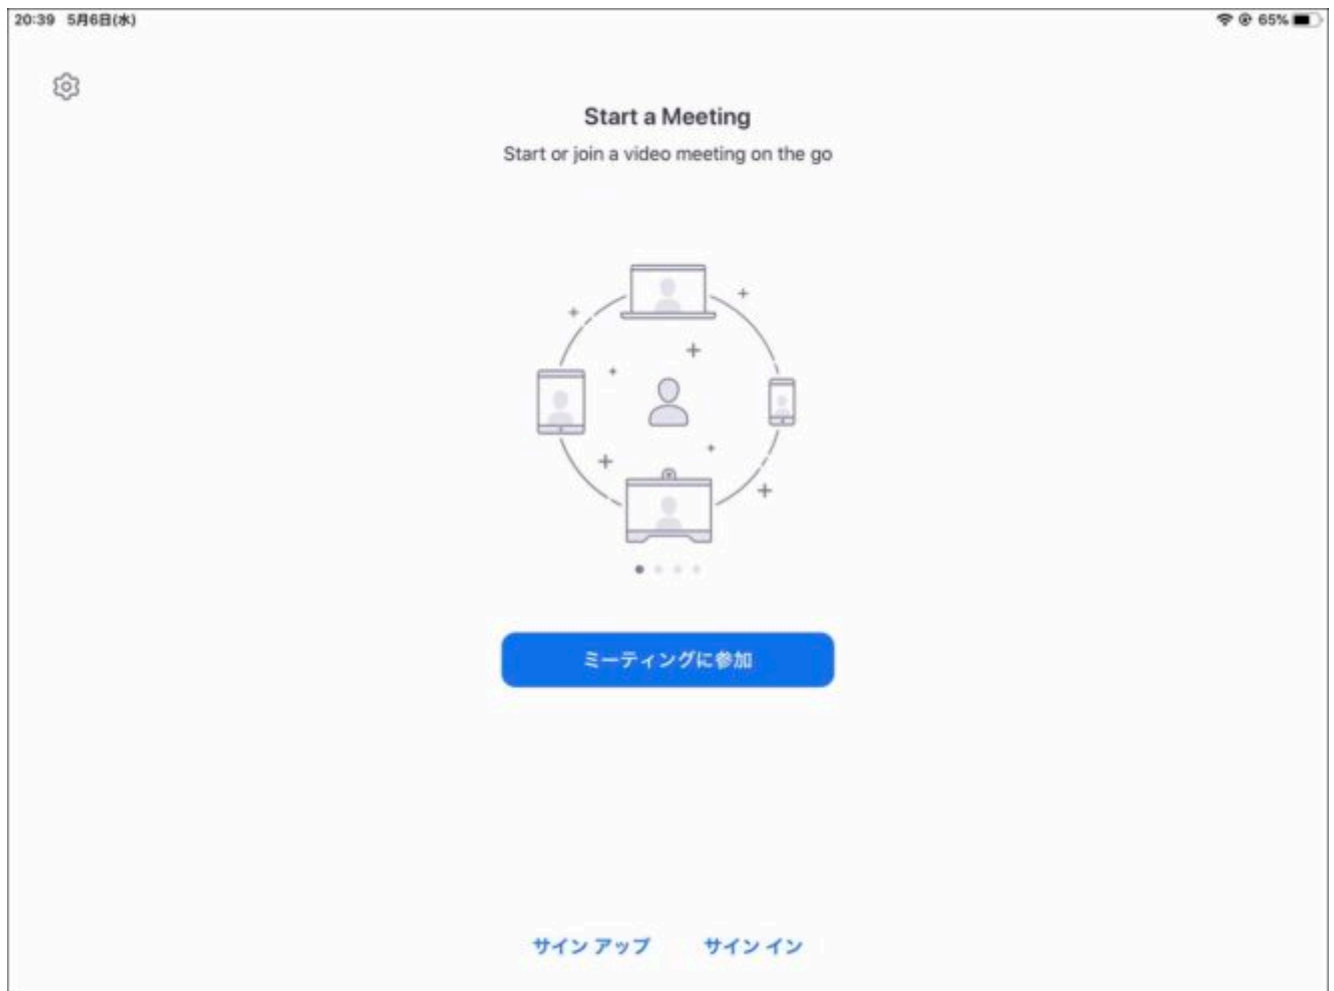 20:39 5月6日(水)
65%
Start a Meeting
Start or join a video meeting on the go
ミーティングに参加
サイン アップ サイン イン